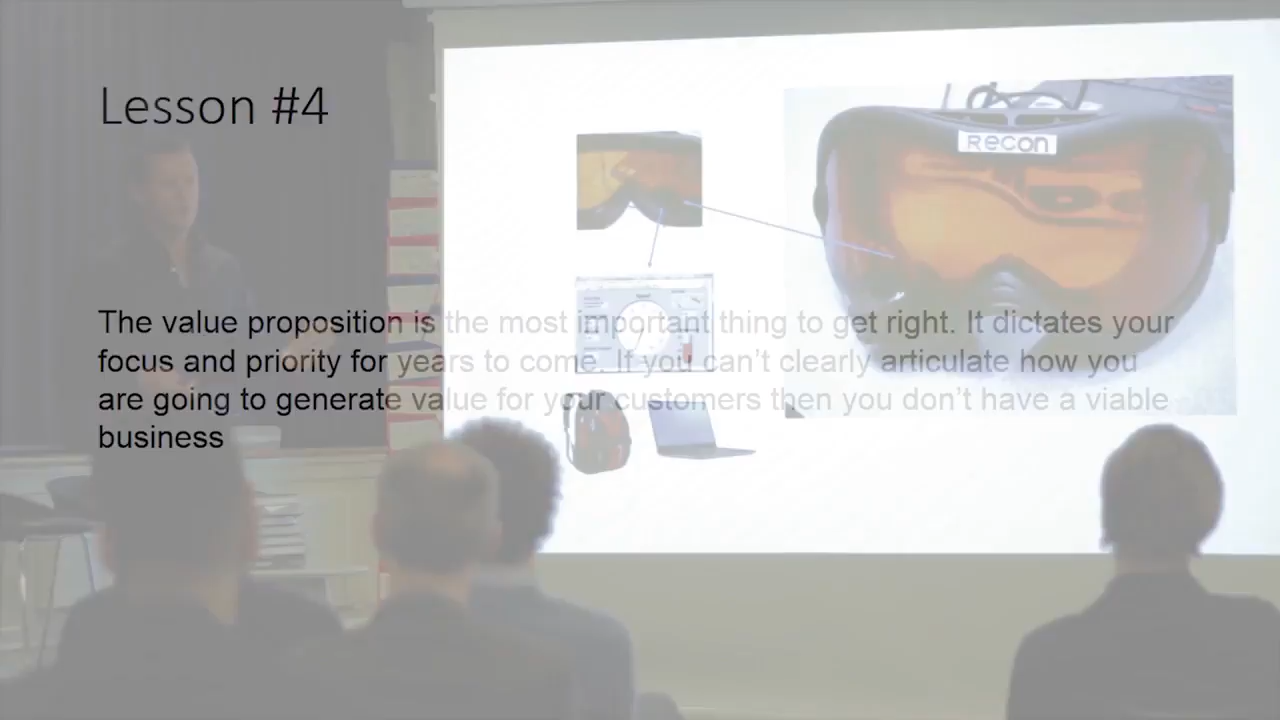 Lesson #4
RECON
The value proposition is the most important thing to get right. It dictates your
focus and priority for years to come. If you can’t clearly articulate how you
are going to generate value for your customers then you don’t have a viable
business